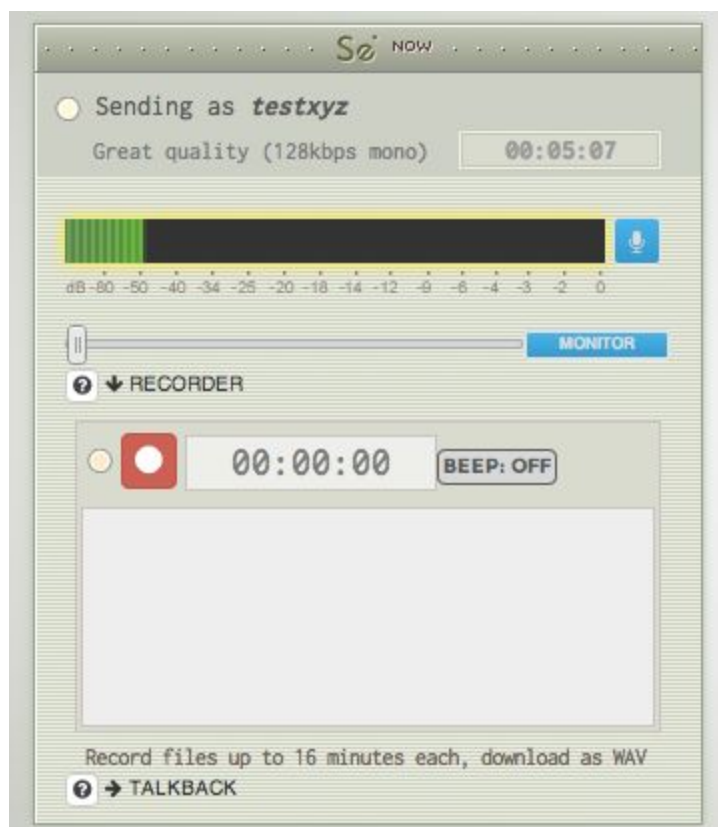 Sø NOW
Sending as testxyz
Great quality (128kbps mono) 00:05:07
dB -80 -50 -40 -34 -25 -20 -18 -14 -12 -9 -6 -4 -3 -2 0
MONITOR
RECORDER
00:00:00 BEEP: OFF
Record files up to 16 minutes each, download as WAV
TALKBACK